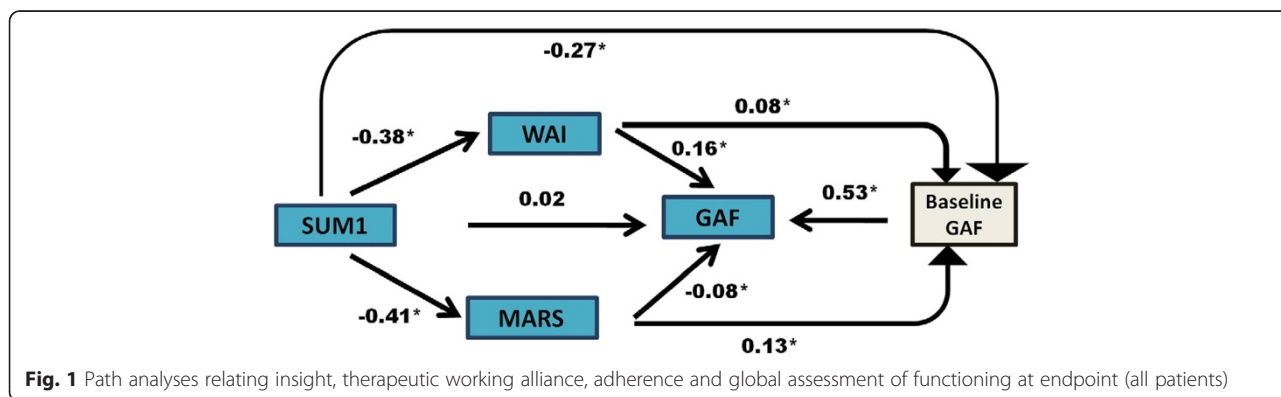 -0.27*
0.08*
-0.38*
WAI
0.16*
0.02
0.53*
Baseline
GAF
SUM1
GAF
-0.08*
-0.41*
MARS
0.13*
Fig. 1 Path analyses relating insight, therapeutic working alliance, adherence and global assessment of functioning at endpoint (all patients)